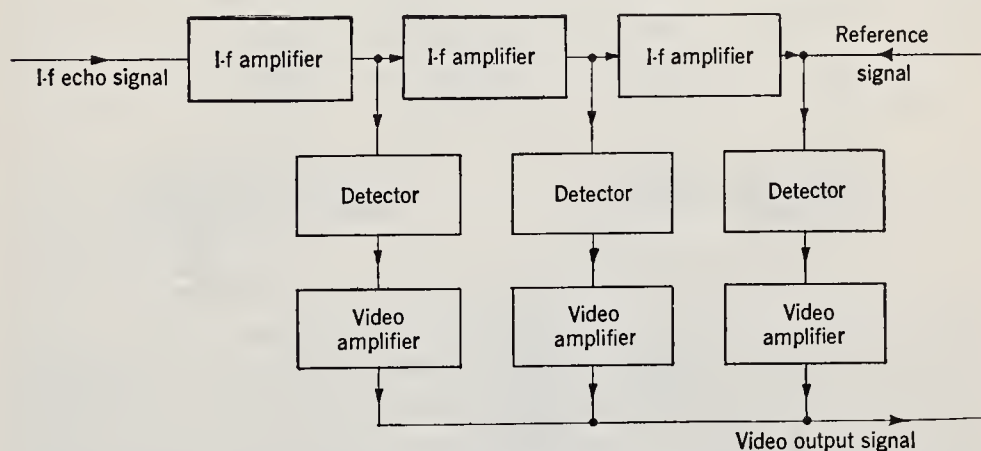 I-f echo signal
I-f amplifier
I-f amplifier
I-f amplifier
Reference
signal
Detector
Detector
Detector
Video
amplifier
Video
amplifier
Video
amplifier
Video output signal